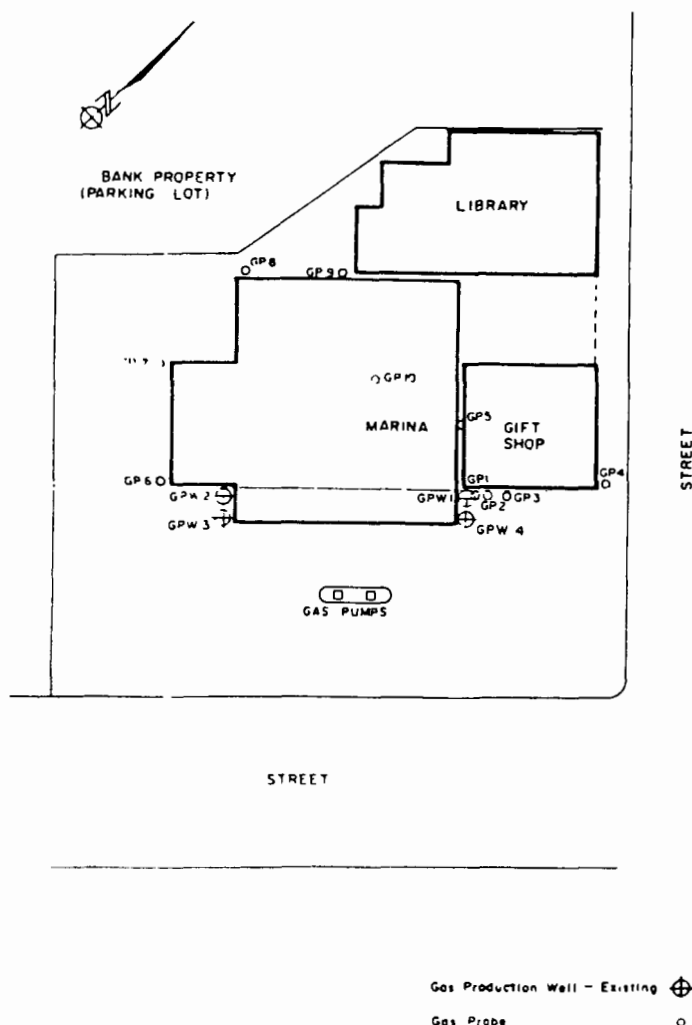 N
BANK PROPERTY
(PARKING LOT)
LIBRARY
GP8
GP9
GP10
MARINA
GP5
GIFT
SHOP
STREET
GP6
GPW 2
GPW1
GP1
GP2
GP3
GP4
GPW 3
GPW 4
GAS PUMPS
STREET
Gas Production Well – Existing
Gas Probe